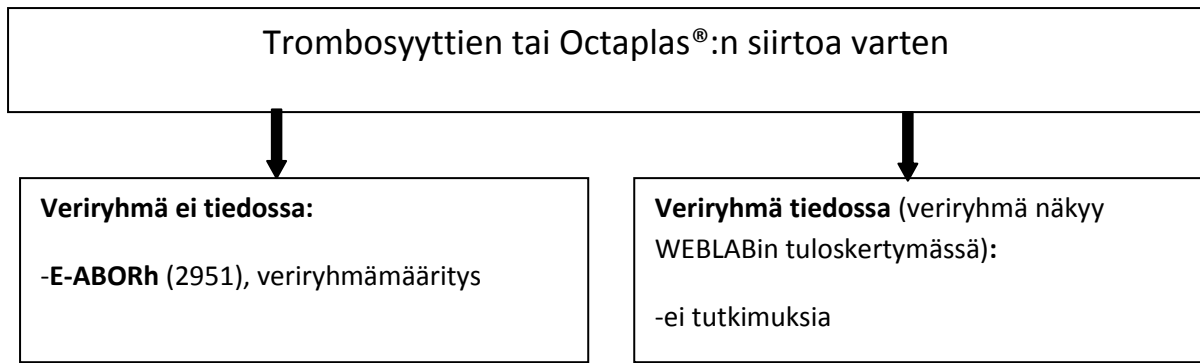 Trombosyyttien tai Octaplas®:n siirtoa varten
Veriryhmä ei tiedossa:
-E-ABORh (2951), veriryhmämääritys
Veriryhmä tiedossa (veriryhmä näkyy
WEBLABin tuloskertymässä):
-ei tutkimuksia